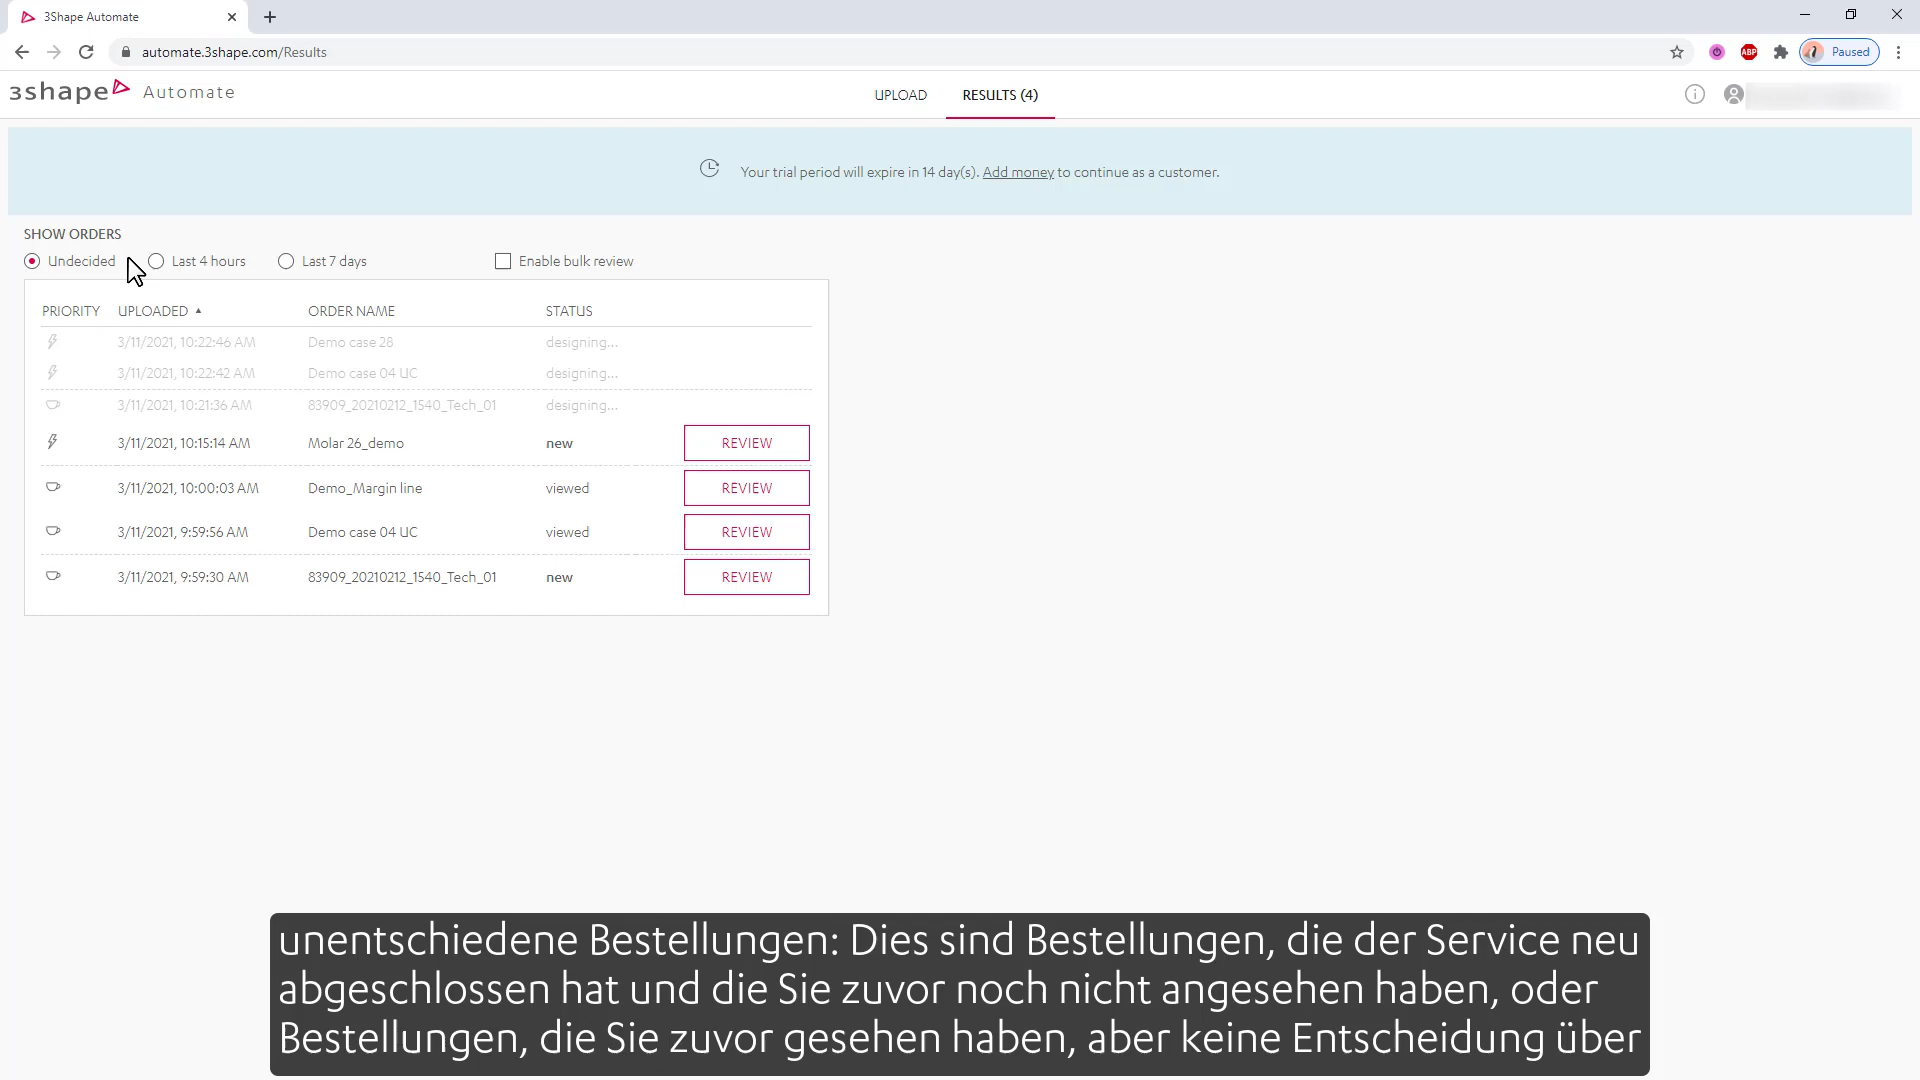 3Shape Automate
automate.3shape.com/Results
ABP
Paused
3shape Automate
UPLOAD
RESULTS (4)
Your trial period will expire in 14 day(s). Add money to continue as a customer.
SHOW ORDERS
Undecided
Last 4 hours
Last 7 days
Enable bulk review
PRIORITY UPLOADED ▲ ORDER NAME STATUS
3/11/2021, 10:22:46 AM Demo case 28 designing...
3/11/2021, 10:22:42 AM Demo case 04 UC designing...
3/11/2021, 10:21:36 AM 83909_20210212_1540_Tech_01 designing...
3/11/2021, 10:15:14 AM Molar 26_demo new REVIEW
3/11/2021, 10:00:03 AM Demo_Margin line viewed REVIEW
3/11/2021, 9:59:56 AM Demo case 04 UC viewed REVIEW
3/11/2021, 9:59:30 AM 83909_20210212_1540_Tech_01 new REVIEW
unentschiedene Bestellungen: Dies sind Bestellungen, die der Service neu
abgeschlossen hat und die Sie zuvor noch nicht angesehen haben, oder
Bestellungen, die Sie zuvor gesehen haben, aber keine Entscheidung über